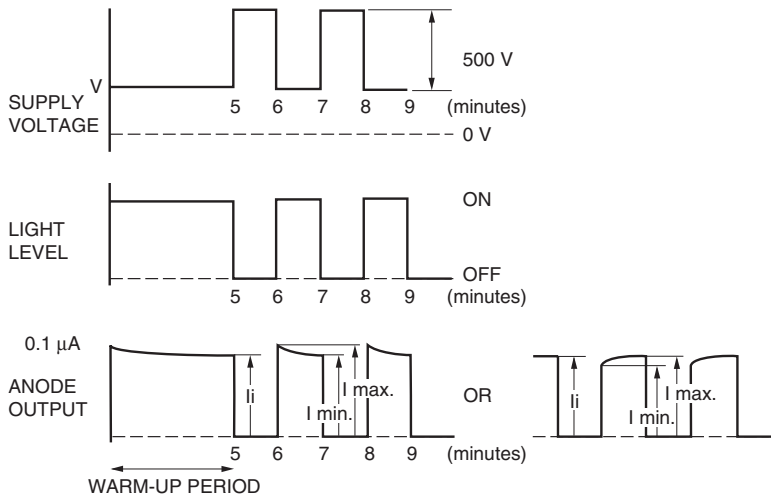 V
500 V
SUPPLY
VOLTAGE
5 6 7 8 9 (minutes)
0 V
ON
LIGHT
LEVEL
OFF
5 6 7 8 9 (minutes)
0.1 μA
ANODE
OUTPUT
Ii
I min.
I max.
OR
Ii
I min.
I max.
5 6 7 8 9 (minutes)
WARM-UP PERIOD